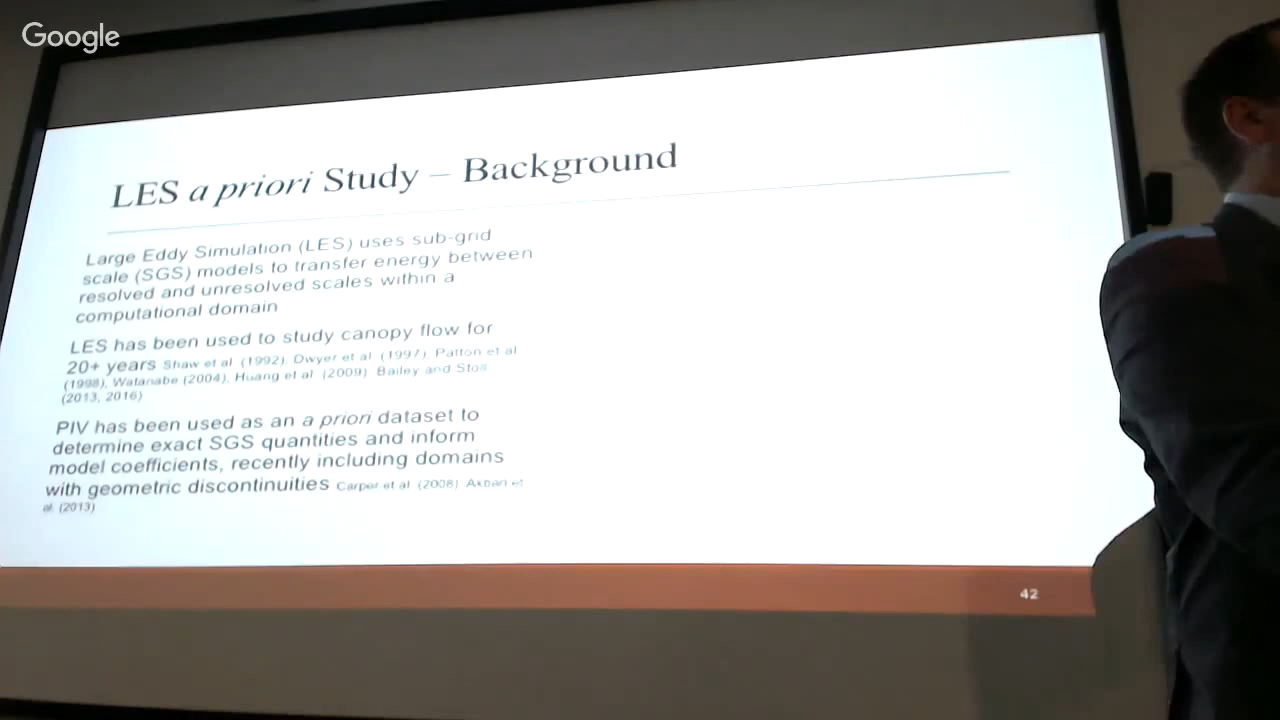 Google
LES a priori Study – Background
Large Eddy Simulation (LES) uses sub-grid
scale (SGS) models to transfer energy between
resolved and unresolved scales within a
computational domain
LES has been used to study canopy flow for
20+ years Shaw et al (1992), Dwyer et al (1997), Patton et al
(1998), Watanabe (2004), Huang et al (2009) Bailey and Stoll
(2013, 2016)
PIV has been used as an a priori dataset to
determine exact SGS quantities and inform
model coefficients, recently including domains
with geometric discontinuities Carper et al (2008) Akbari et
al. (2013)
42